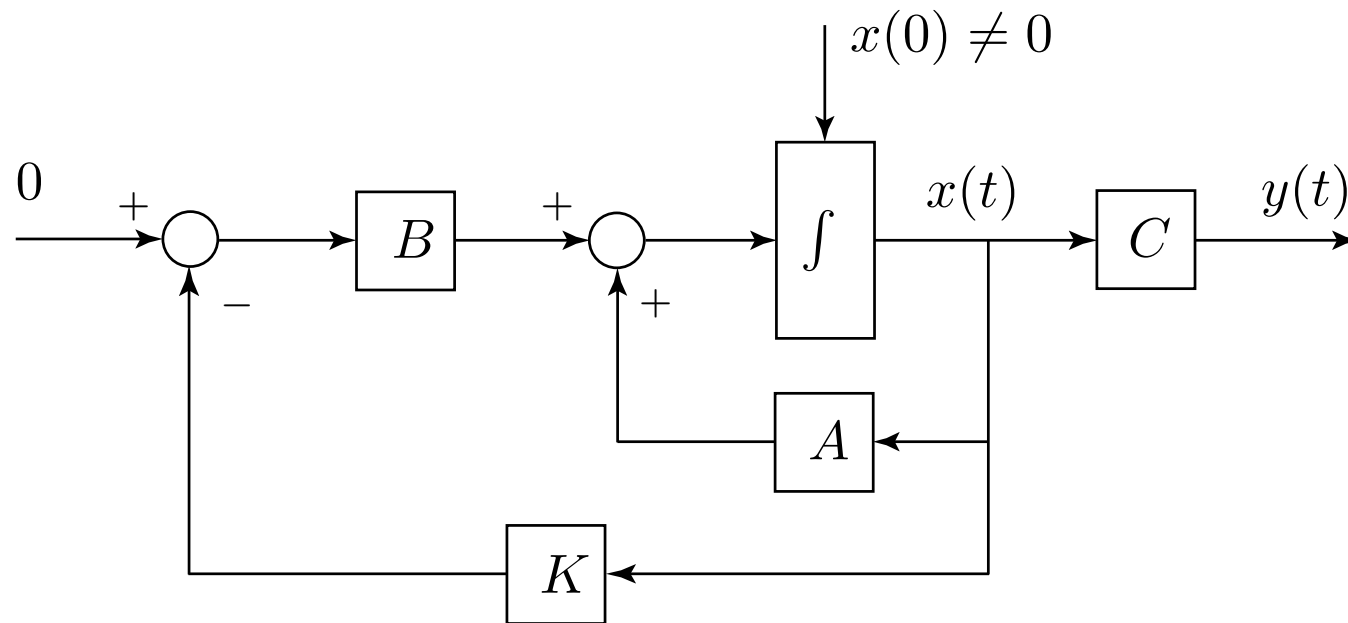 x(0) ≠ 0
0
+
B
+
∫
x(t)
C
y(t)
−
+
A
K